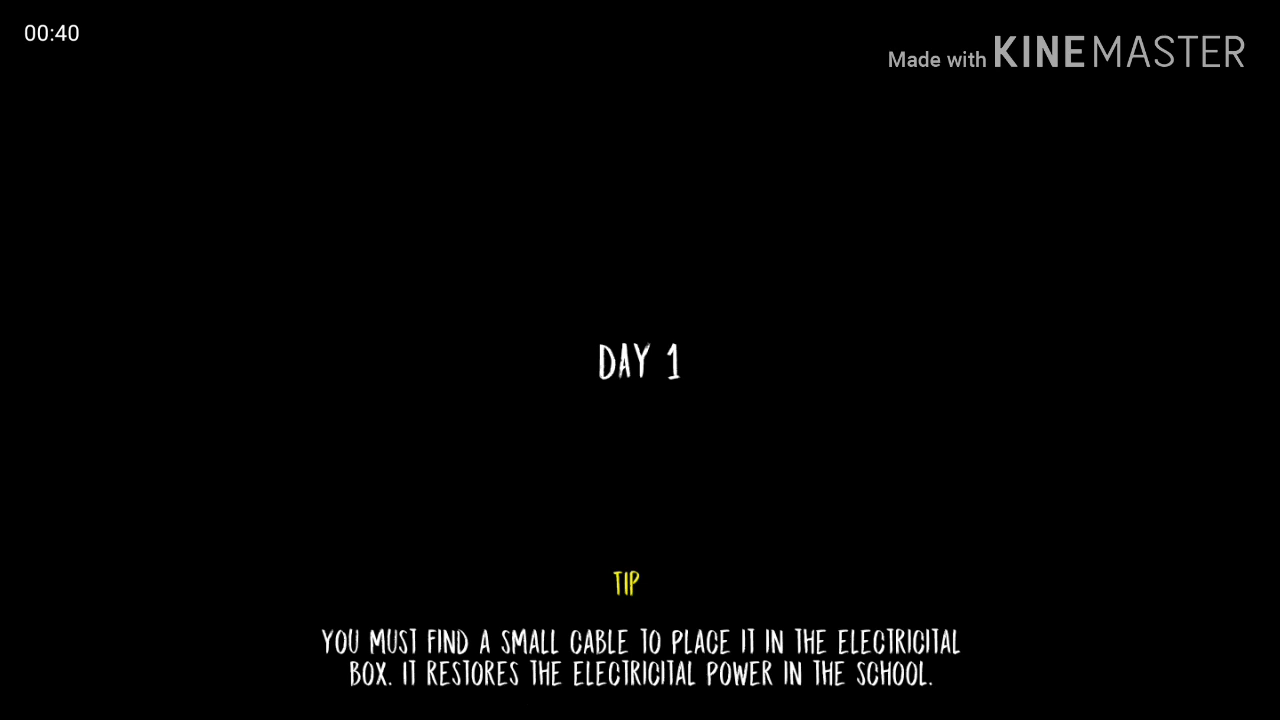 00:40
Made with KINEMASTER
DAY 1
TIP
YOU MUST FIND A SMALL CABLE TO PLACE IT IN THE ELECTRICITAL
BOX. IT RESTORES THE ELECTRICITAL POWER IN THE SCHOOL.